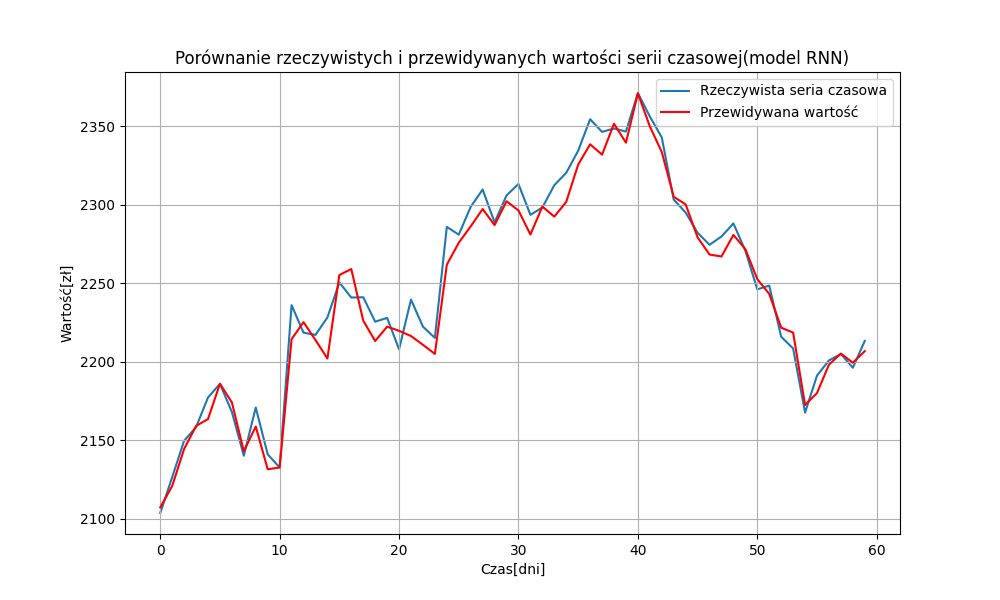 Porównanie rzeczywistych i przewidywanych wartości serii czasowej(model RNN)
Rzeczywista seria czasowa
Przewidywana wartość
Wartość[zł]
2350
2300
2250
2200
2150
2100
0 10 20 30 40 50 60
Czas[dni]